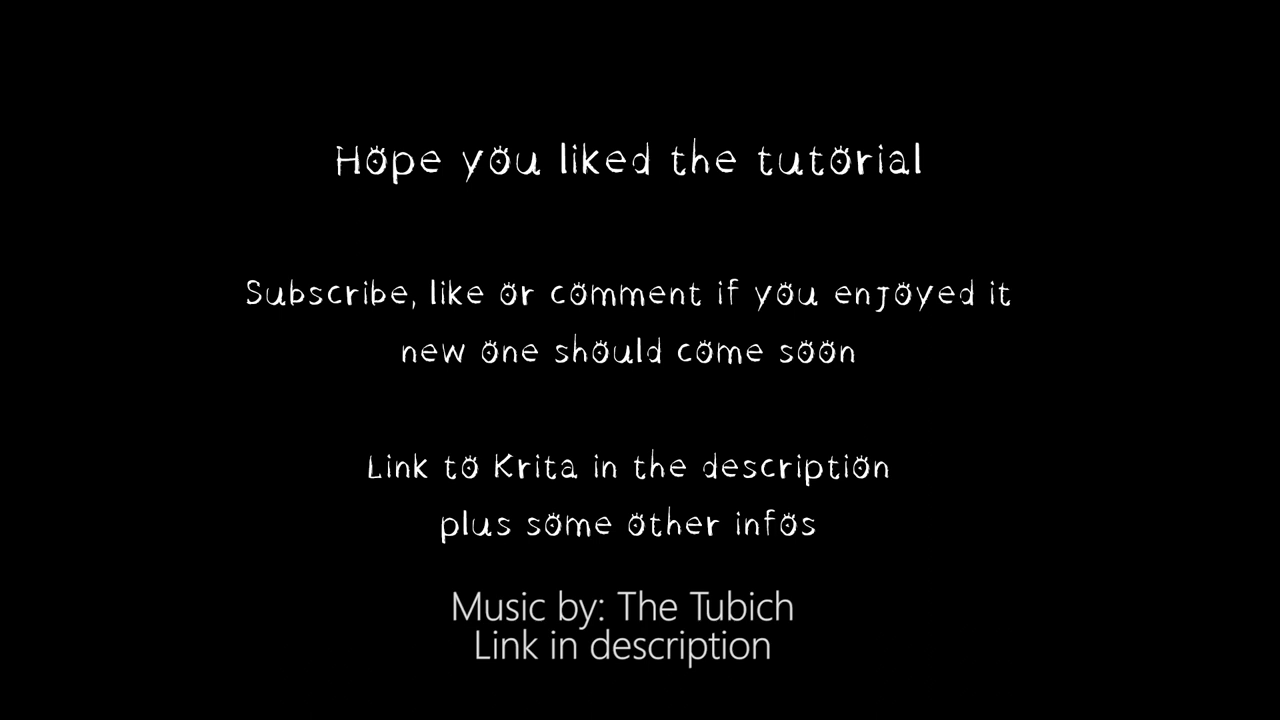 Hope you liked the tutorial
Subscribe, like or comment if you enjoyed it
new one should come soon
Link to Krita in the description
plus some other infos
Music by: The Tubich
Link in description